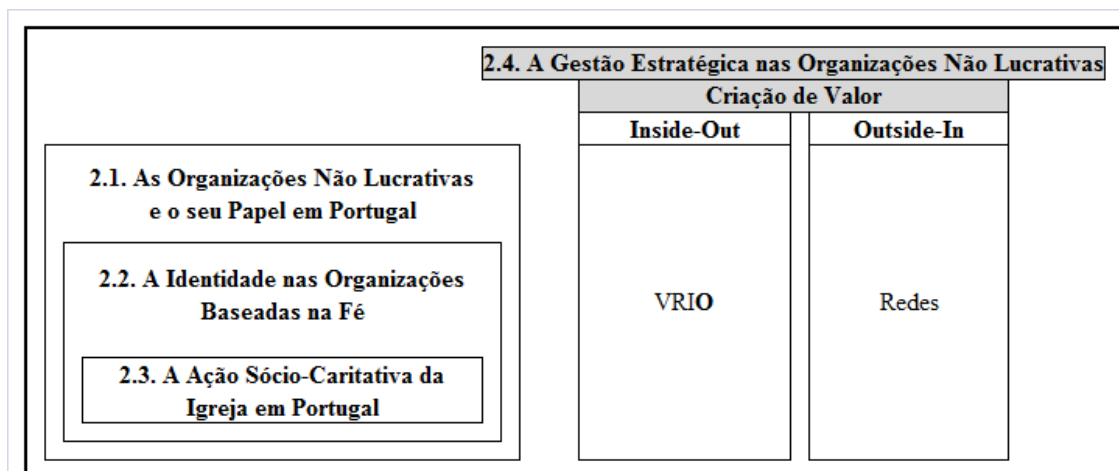 2.4. A Gestão Estratégica nas Organizações Não Lucrativas
Criação de Valor
Inside-Out
Outside-In
2.1. As Organizações Não Lucrativas
e o seu Papel em Portugal
2.2. A Identidade nas Organizações
Baseadas na Fé
2.3. A Ação Sócio-Caritativa da
Igreja em Portugal
VRIO
Redes